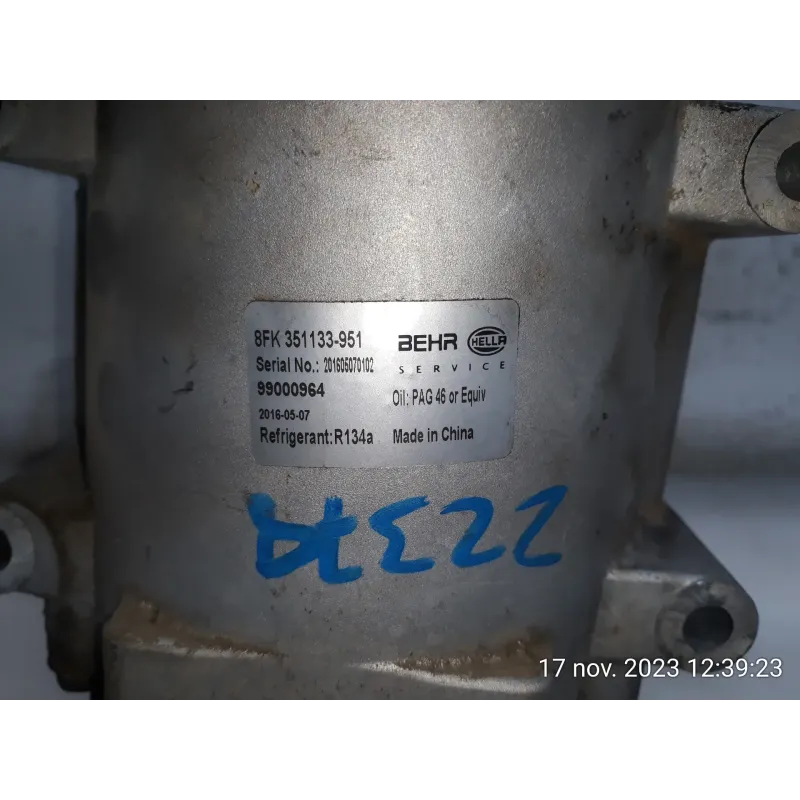 8FK 351133-951
BEHR HELLA
SERVICE
Serial No.: 201605070102
99000964
Oil: PAG 46 or Equiv
2016-05-07
Refrigerant:R134a
Made in China
17 nov. 2023 12:39:23